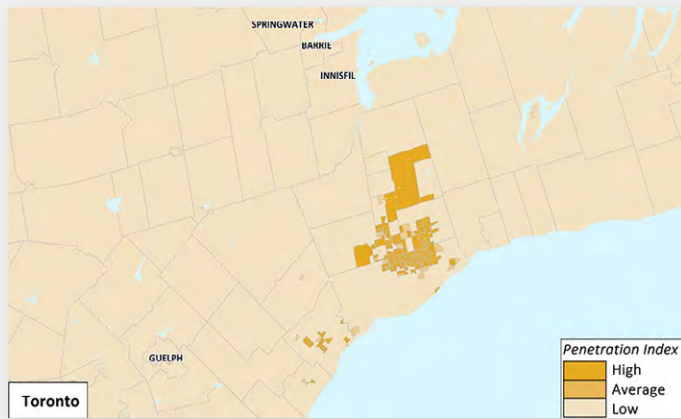 SPRINGWATER
BARRIE
INNISFIL
GUELPH
Toronto
Penetration Index
High
Average
Low